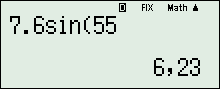 D FIX Math ▲
7.6sin(55
6,23